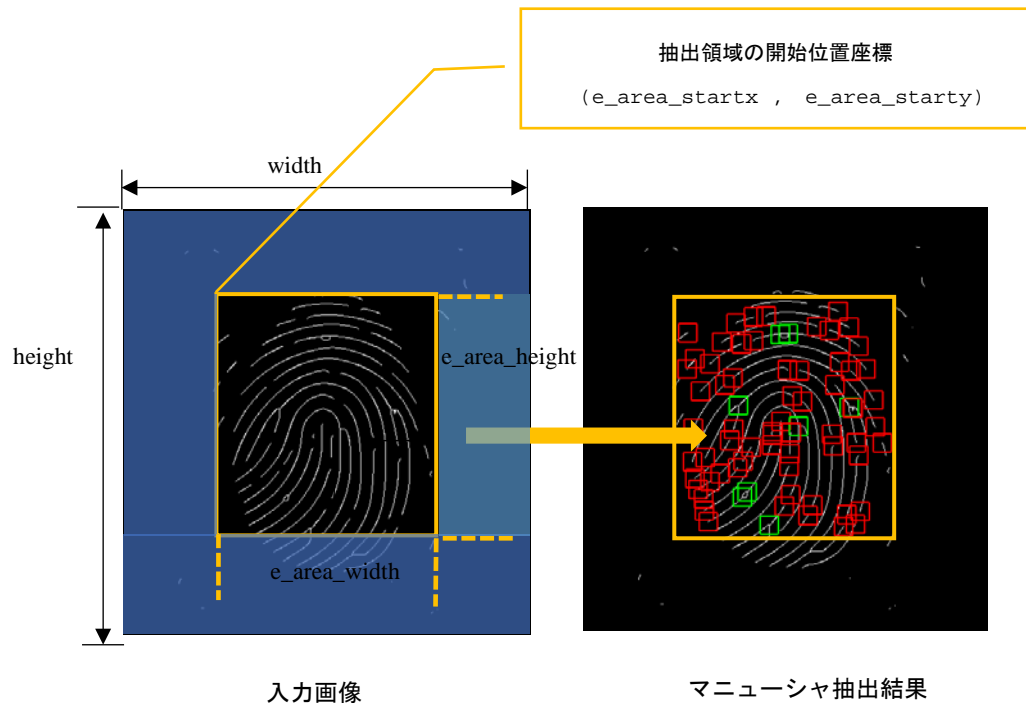 抽出領域の開始位置座標
(e_area_startx , e_area_starty)
width
height
e_area_height
e_area_width
入力画像
マニューシャ抽出結果